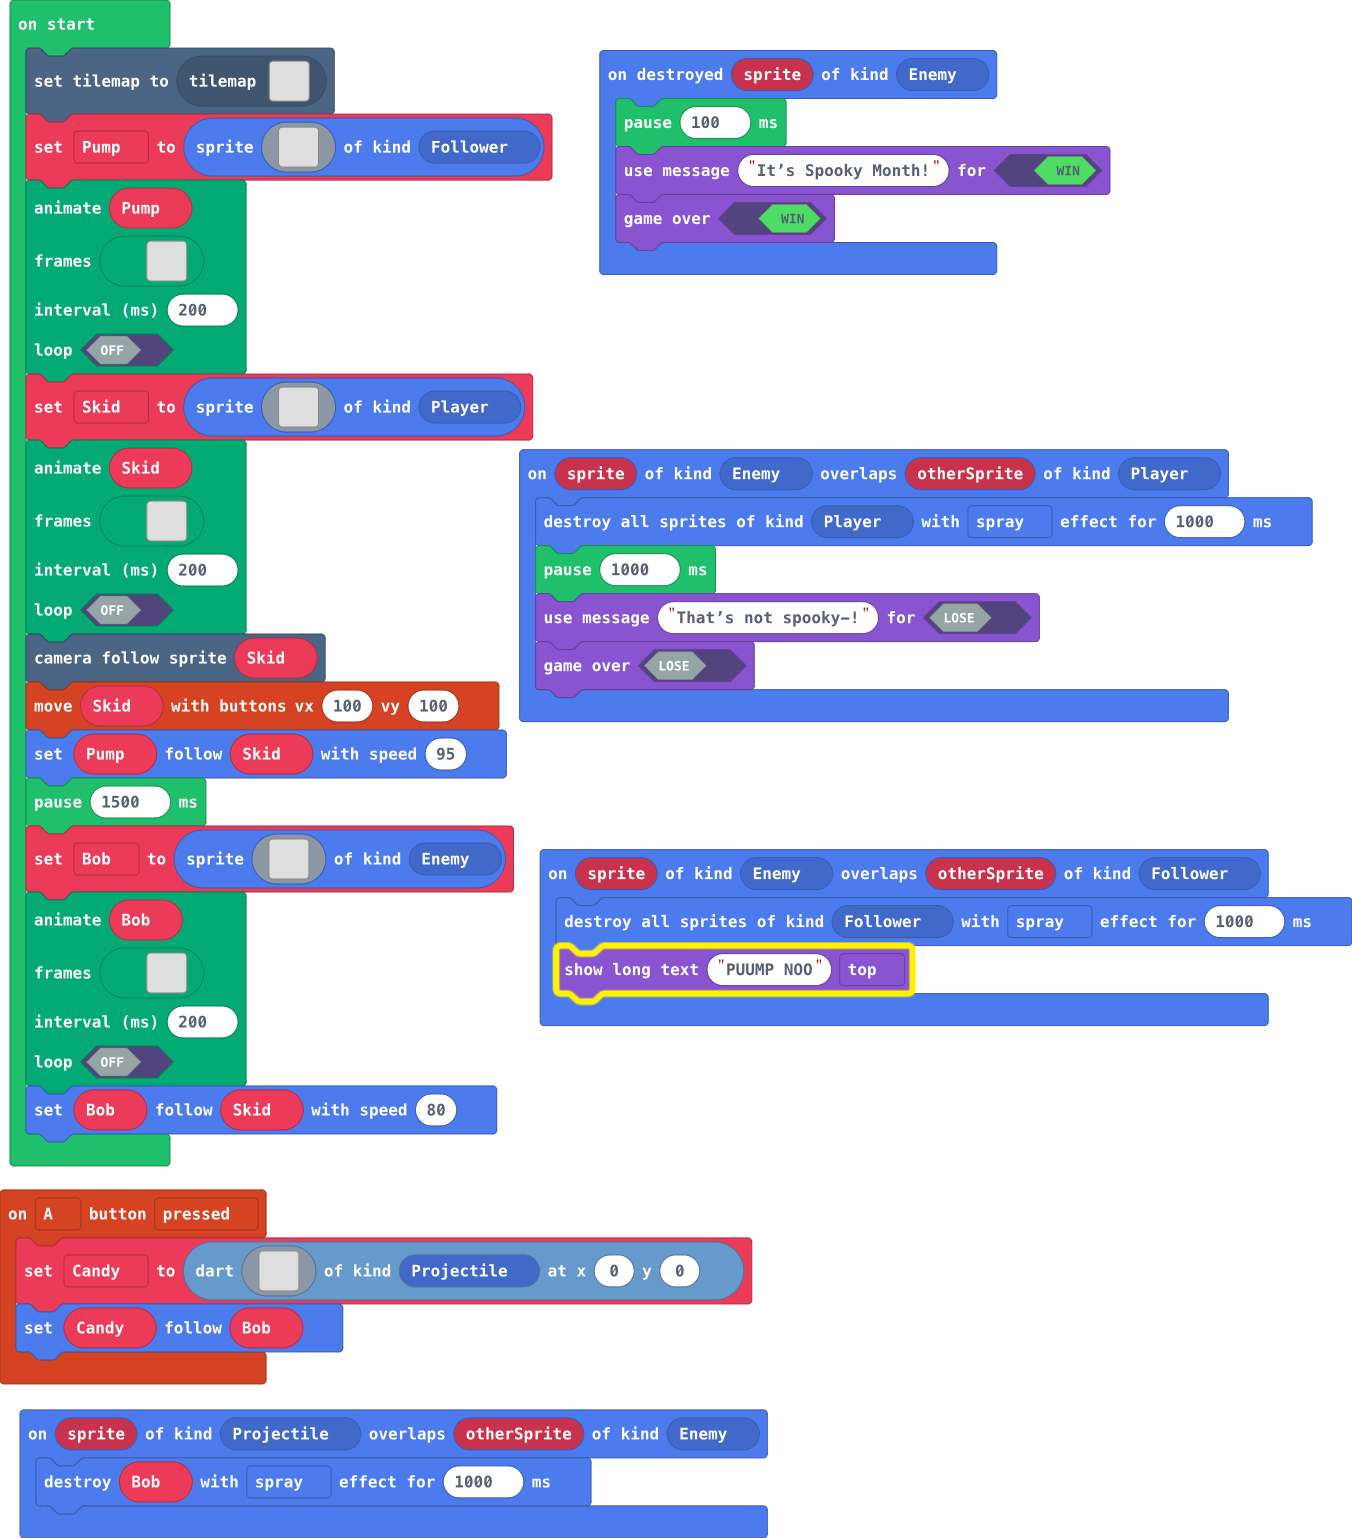 on start
set tilemap to tilemap
set Pump to sprite of kind Follower
animate Pump
frames
interval (ms) 200
loop OFF
set Skid to sprite of kind Player
animate Skid
frames
interval (ms) 200
loop OFF
camera follow sprite Skid
move Skid with buttons vx 100 vy 100
set Pump follow Skid with speed 95
pause 1500 ms
set Bob to sprite of kind Enemy
animate Bob
frames
interval (ms) 200
loop OFF
set Bob follow Skid with speed 80
on destroyed sprite of kind Enemy
pause 100 ms
use message "It’s Spooky Month!" for WIN
game over WIN
on sprite of kind Enemy overlaps otherSprite of kind Player
destroy all sprites of kind Player with spray effect for 1000 ms
pause 1000 ms
use message "That’s not spooky—!" for LOSE
game over LOSE
on sprite of kind Enemy overlaps otherSprite of kind Follower
destroy all sprites of kind Follower with spray effect for 1000 ms
show long text "PUUMP NOO" top
on A button pressed
set Candy to dart of kind Projectile at x 0 y 0
set Candy follow Bob
on sprite of kind Projectile overlaps otherSprite of kind Enemy
destroy Bob with spray effect for 1000 ms